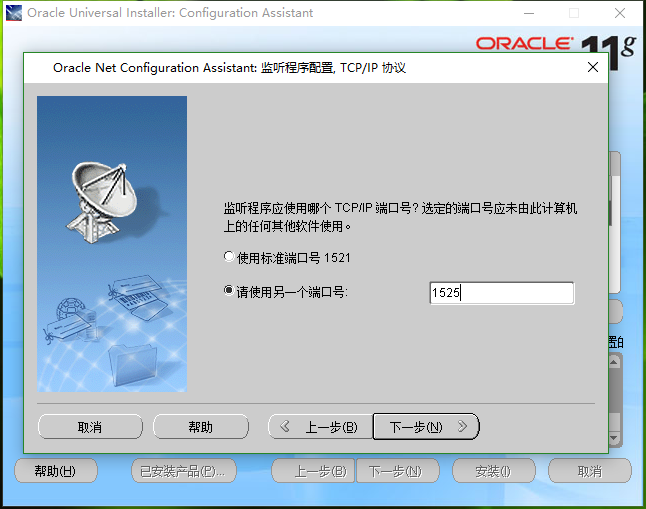 Oracle Universal Installer: Configuration Assistant
ORACLE 11g
Oracle Net Configuration Assistant: 监听程序配置, TCP/IP 协议
监听程序应使用哪个 TCP/IP 端口号? 选定的端口号应未由此计算机
上的任何其他软件使用。
使用标准端口号 1521
请使用另一个端口号:
1525
置的
取消
帮助
上一步(B)
下一步(N)
帮助(H)
已安装产品(P)...
上一步(B)
下一步(N)
安装(I)
取消